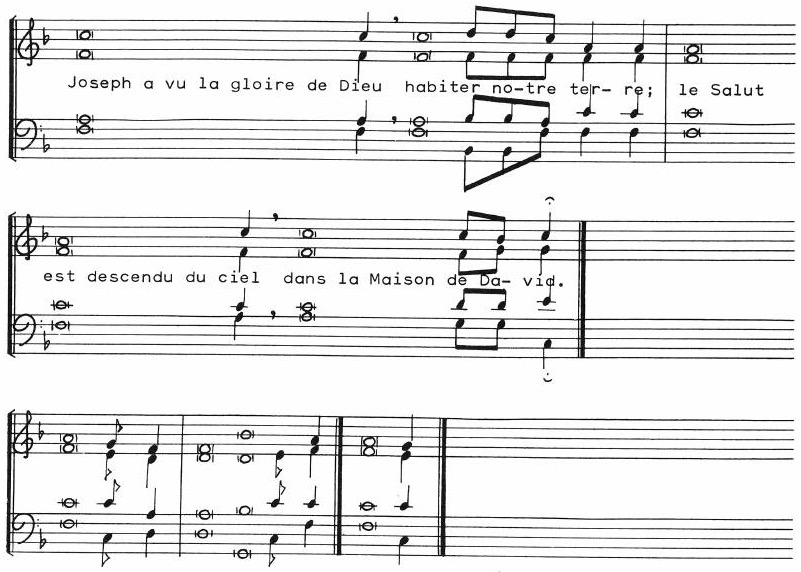 Joseph a vu la gloire de Dieu habiter no-tre ter- re; le Salut
est descendu du ciel dans la Maison de Da- vid.